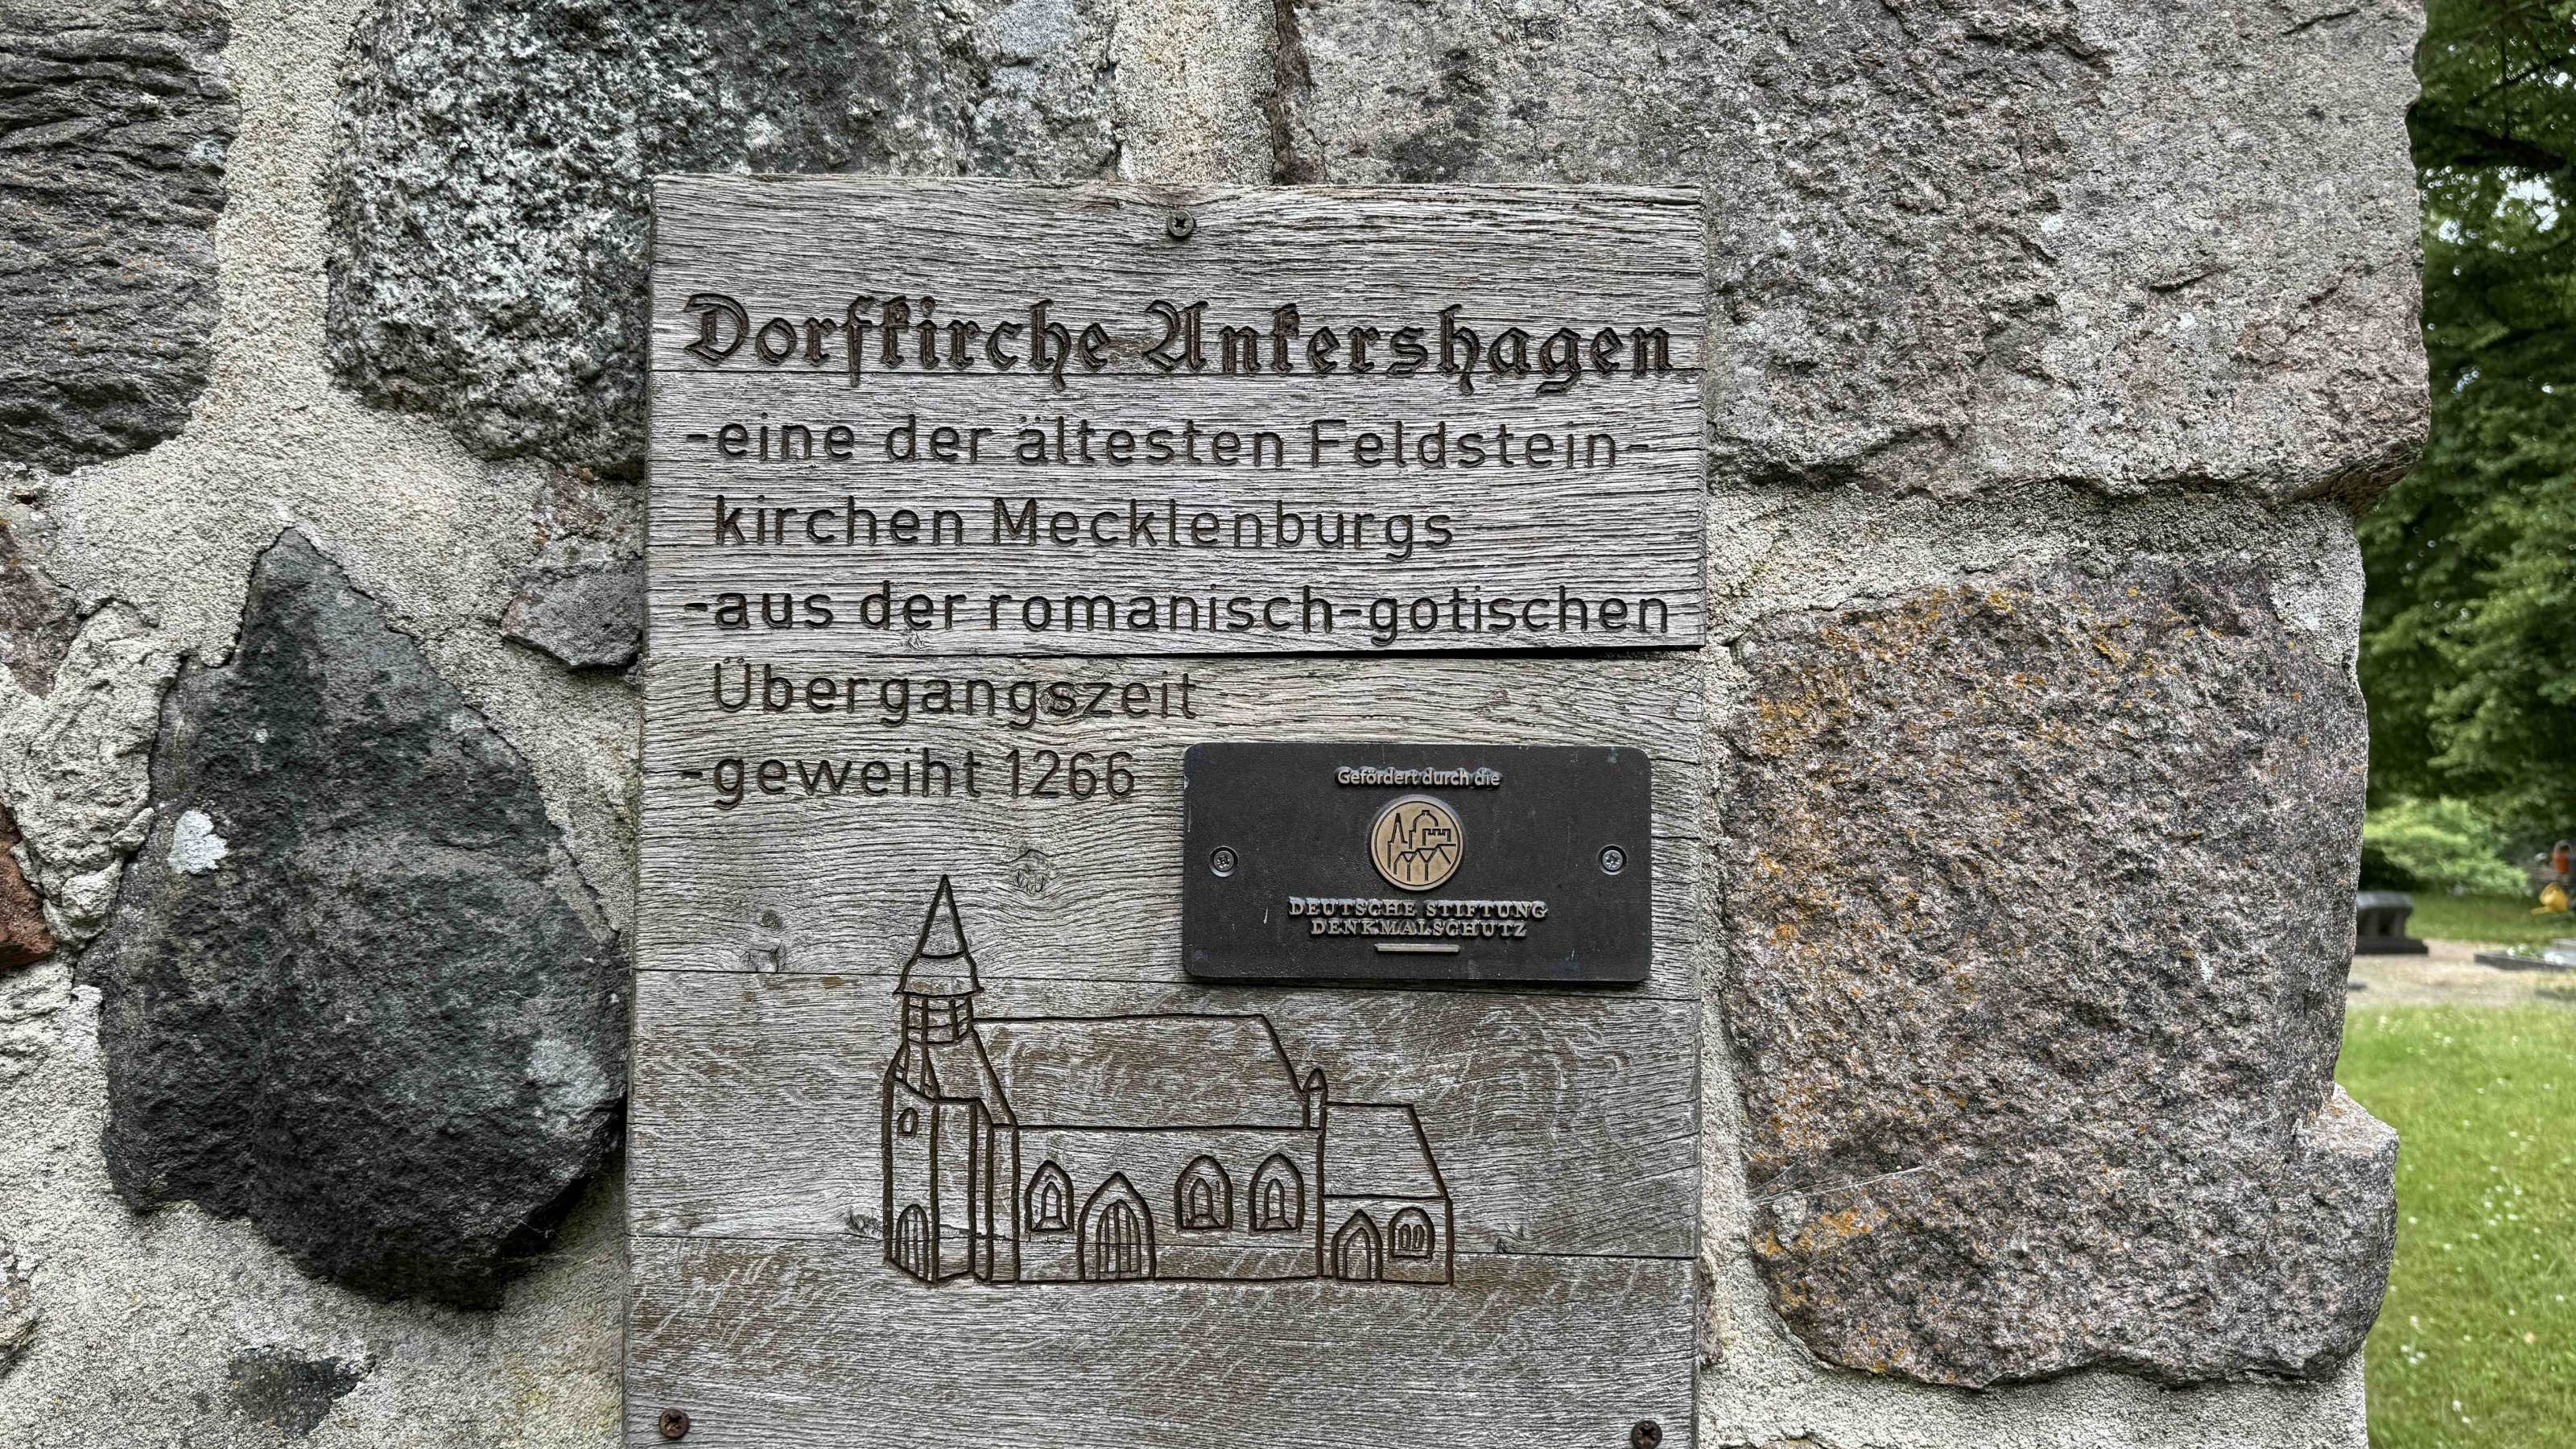 Dorfkirche Ankershagen
-eine der ältesten Feldstein-
kirchen Mecklenburgs
-aus der romanisch-gotischen
Übergangszeit
-geweiht 1266
Gefördert durch die
DEUTSCHE STIFTUNG
DENKMALSCHUTZ